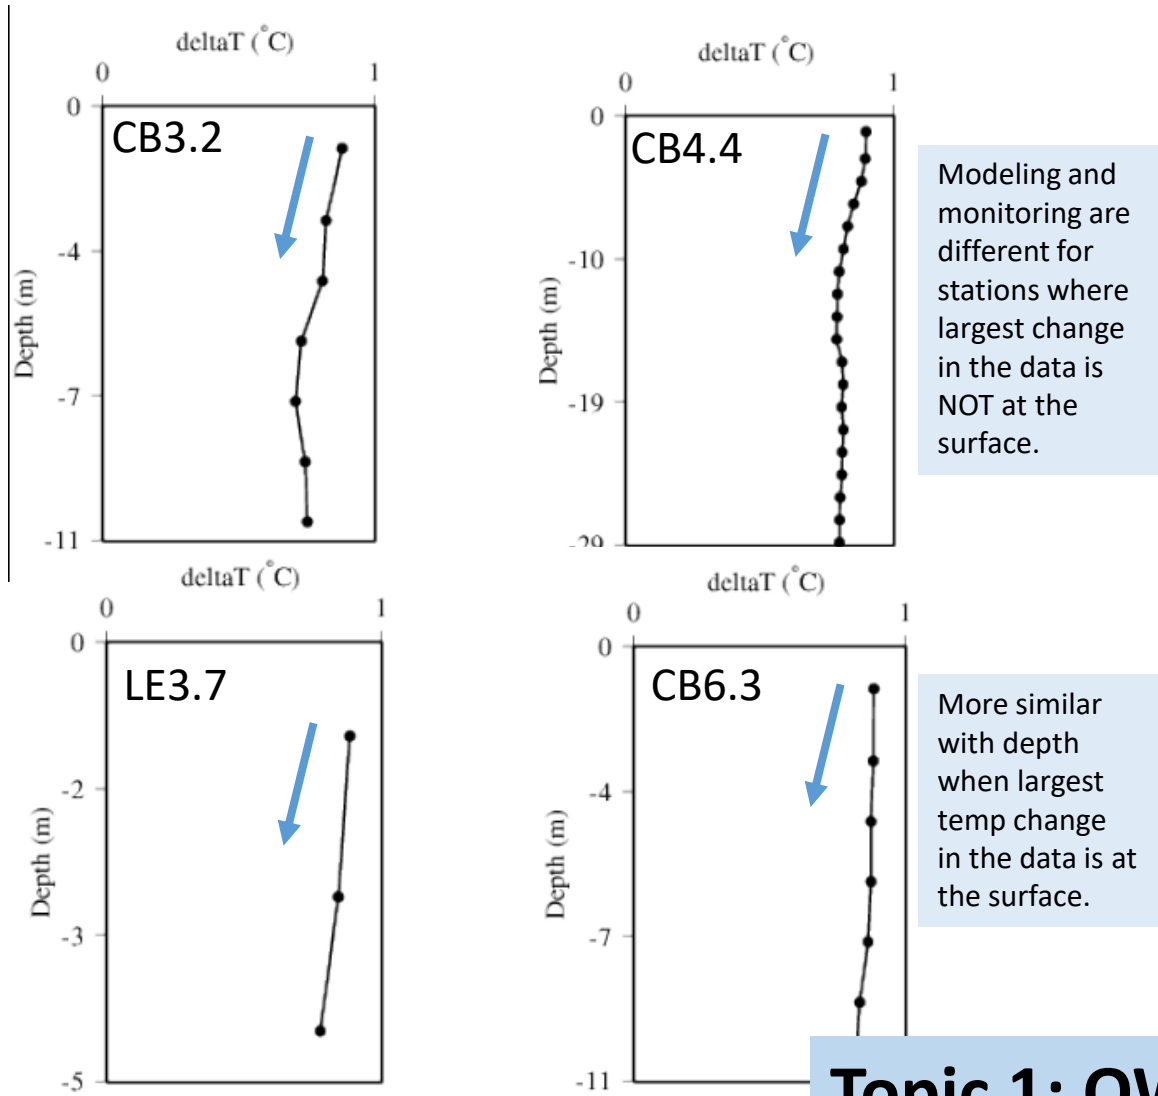 deltaT (°C)
0 1
CB3.2
0
-4
-7
-11
Depth (m)
deltaT (°C)
0 1
CB4.4
0
-10
-19
-29
Depth (m)
Modeling and
monitoring are
different for
stations where
largest change
in the data is
NOT at the
surface.
deltaT (°C)
0 1
LE3.7
0
-2
-3
-5
Depth (m)
deltaT (°C)
0 1
CB6.3
0
-4
-7
-11
Depth (m)
More similar
with depth
when largest
temp change
in the data is at
the surface.
Topic 1: